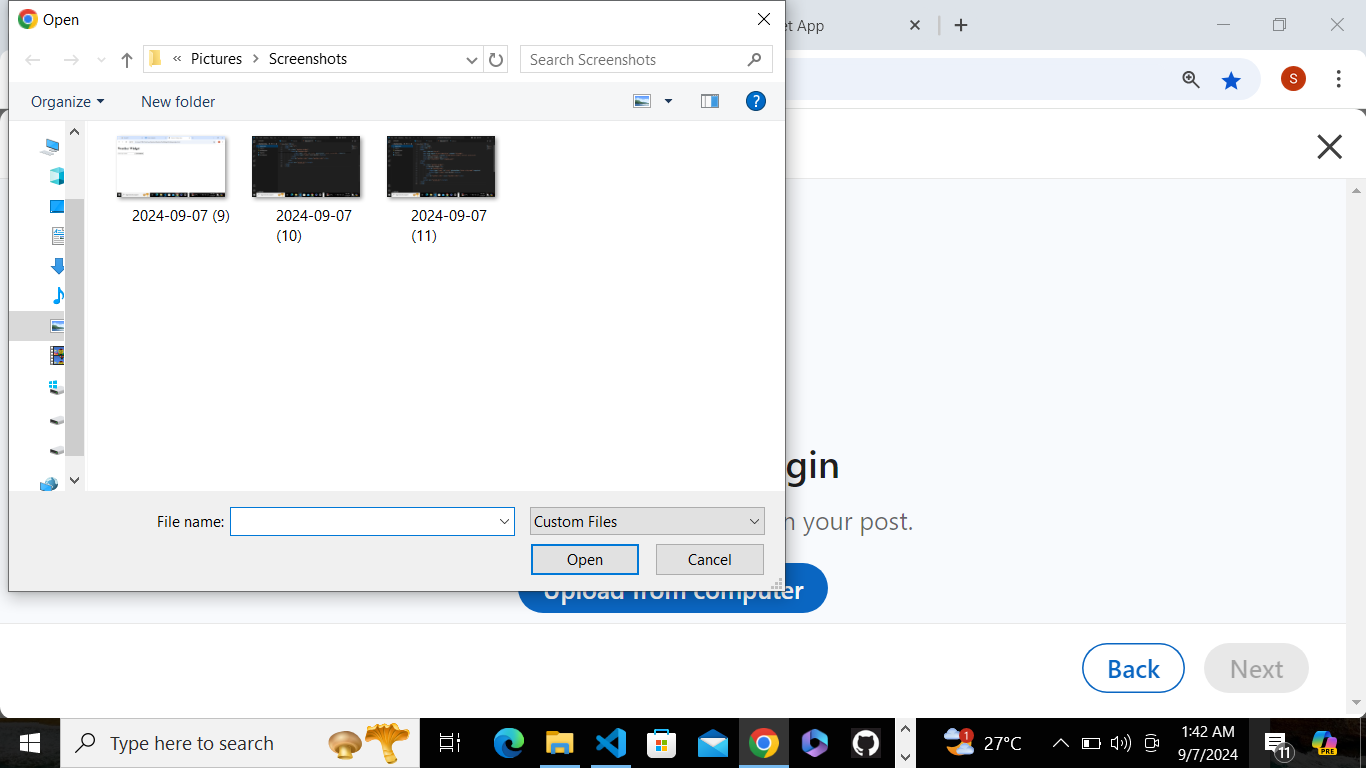 Open
et App
Pictures
Screenshots
Search Screenshots
S
Organize
New folder
?
2024-09-07 (9)
2024-09-07
(10)
2024-09-07
(11)
gin
n your post.
File name:
Custom Files
Open
Cancel
Upload from computer
Back
Next
Type here to search
1
27°C
1:42 AM
9/7/2024
11
PRE